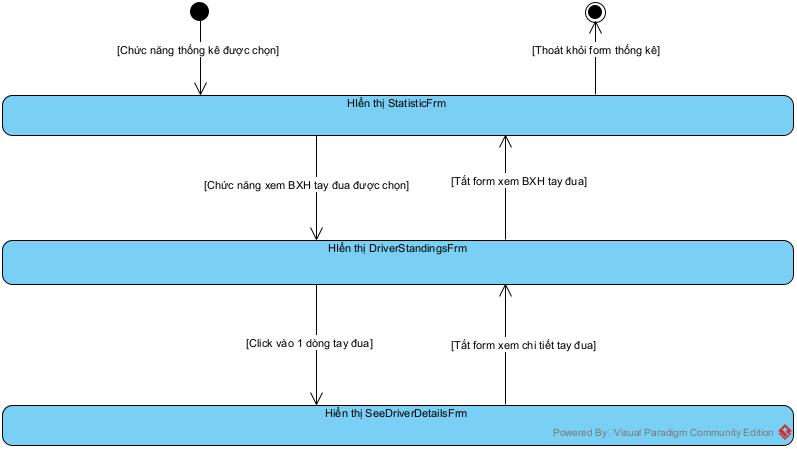 [Chức năng thống kê được chọn]
[Thoát khỏi form thống kê]
Hiển thị StatisticFrm
[Chức năng xem BXH tay đua được chọn]
[Tắt form xem BXH tay đua]
Hiển thị DriverStandingsFrm
[Click vào 1 dòng tay đua]
[Tắt form xem chi tiết tay đua]
Hiển thị SeeDriverDetailsFrm
Powered By Visual Paradigm Community Edition